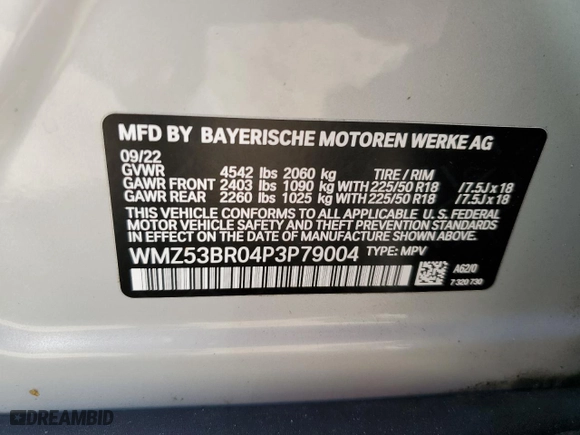 MFD BY BAYERISCHE MOTOREN WERKE AG
09/22
GVWR 4542 lbs 2060 kg TIRE / RIM
GAWR FRONT 2403 lbs 1090 kg WITH 225/50 R18 /7.5J x 18
GAWR REAR 2260 lbs 1025 kg WITH 225/50 R18 /7.5J x 18
THIS VEHICLE CONFORMS TO ALL APPLICABLE U. S. FEDERAL
MOTOR VEHICLE SAFETY, BUMPER, AND THEFT PREVENTION
STANDARDS IN EFFECT ON THE DATE OF MANUFACTURE SHOWN ABOVE.
WMZ53BR04P3P79004 TYPE: MPV
A62/0
7 320 730
DREAMBID